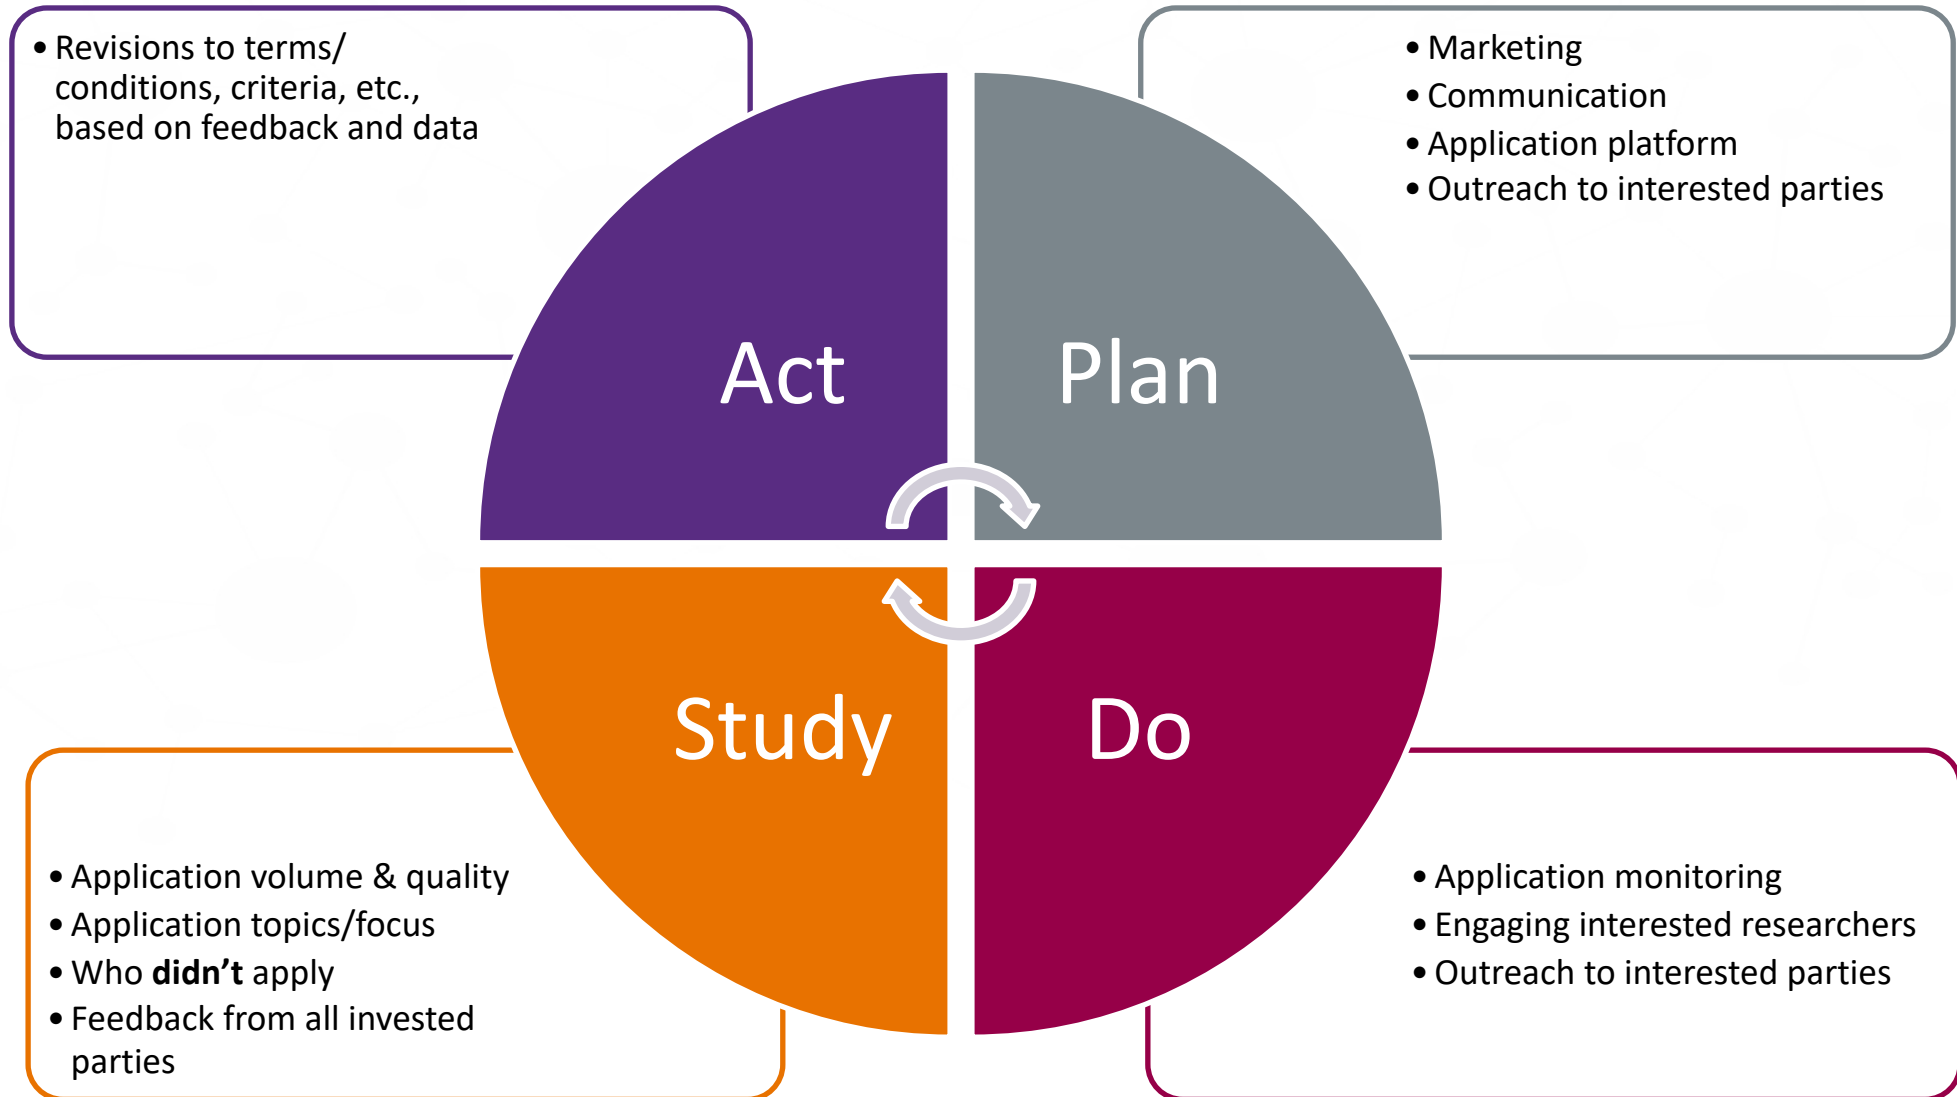 • Revisions to terms/
conditions, criteria, etc.,
based on feedback and data
• Marketing
• Communication
• Application platform
• Outreach to interested parties
Act
Plan
Study
Do
• Application volume & quality
• Application topics/focus
• Who didn’t apply
• Feedback from all invested
parties
• Application monitoring
• Engaging interested researchers
• Outreach to interested parties